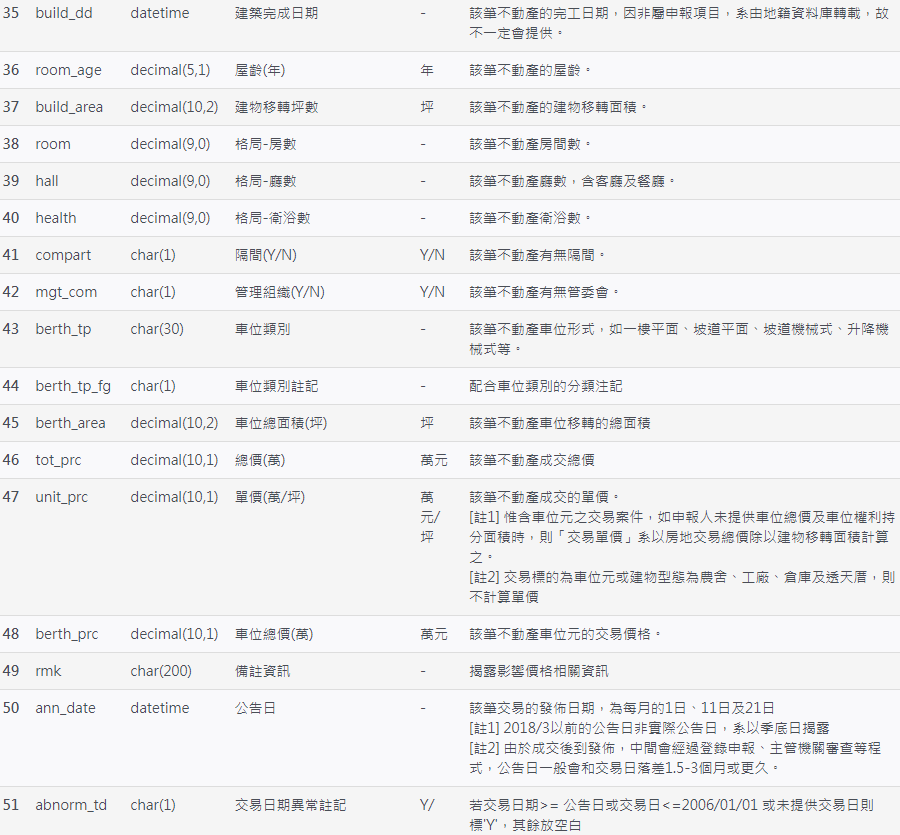 35 build_dd datetime 建築完成日期 - 該筆不動產的完工日期，因非屬申報項目，系由地籍資料庫轉載，故
不一定會提供。
36 room_age decimal(5,1) 屋齡(年) 年 該筆不動產的屋齡。
37 build_area decimal(10,2) 建物移轉坪數 坪 該筆不動產的建物移轉面積。
38 room decimal(9,0) 格局-房數 - 該筆不動產房間數。
39 hall decimal(9,0) 格局-廳數 - 該筆不動產廳數，含客廳及餐廳。
40 health decimal(9,0) 格局-衛浴數 - 該筆不動產衛浴數。
41 compart char(1) 隔間(Y/N) Y/N 該筆不動產有無隔間。
42 mgt_com char(1) 管理組織(Y/N) Y/N 該筆不動產有無管委會。
43 berth_tp char(30) 車位類別 - 該筆不動產車位形式，如一樓平面、坡道平面、坡道機械式、升降機
械式等。
44 berth_tp_fg char(1) 車位類別註記 - 配合車位類別的分類注記
45 berth_area decimal(10,2) 車位總面積(坪) 坪 該筆不動產車位移轉的總面積
46 tot_prc decimal(10,1) 總價(萬) 萬元 該筆不動產成交總價
47 unit_prc decimal(10,1) 單價(萬/坪) 萬 該筆不動產成交的單價。
元/ [註1] 惟含車位元之交易案件，如申報人未提供車位總價及車位權利持
坪 分面積時，則「交易單價」系以房地交易總價除以建物移轉面積計算
之。
[註2] 交易標的為車位元或建物型態為農舍、工廠、倉庫及透天厝，則
不計算單價
48 berth_prc decimal(10,1) 車位總價(萬) 萬元 該筆不動產車位元的交易價格。
49 rmk char(200) 備註資訊 - 揭露影響價格相關資訊
50 ann_date datetime 公告日 - 該筆交易的發佈日期，為每月的1日、11日及21日
[註1] 2018/3以前的公告日非實際公告日，系以季底日揭露
[註2] 由於成交後到發佈，中間會經過登錄申報、主管機關審查等程
式，公告日一般會和交易日落差1.5-3個月或更久。
51 abnorm_td char(1) 交易日期異常註記 Y/ 若交易日期>= 公告日或交易日<=2006/01/01 或未提供交易日則
標'Y'，其餘放空白